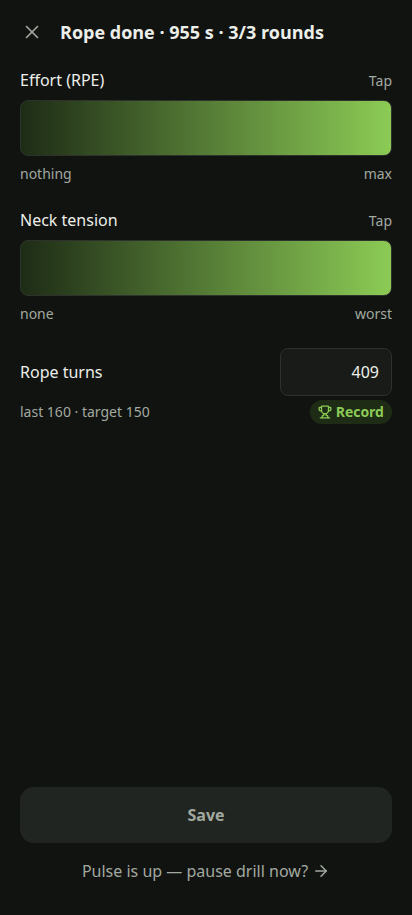 Rope done · 955 s · 3/3 rounds
Effort (RPE) Tap
nothing max
Neck tension Tap
none worst
Rope turns 409
last 160 · target 150 Record
Save
Pulse is up — pause drill now? →